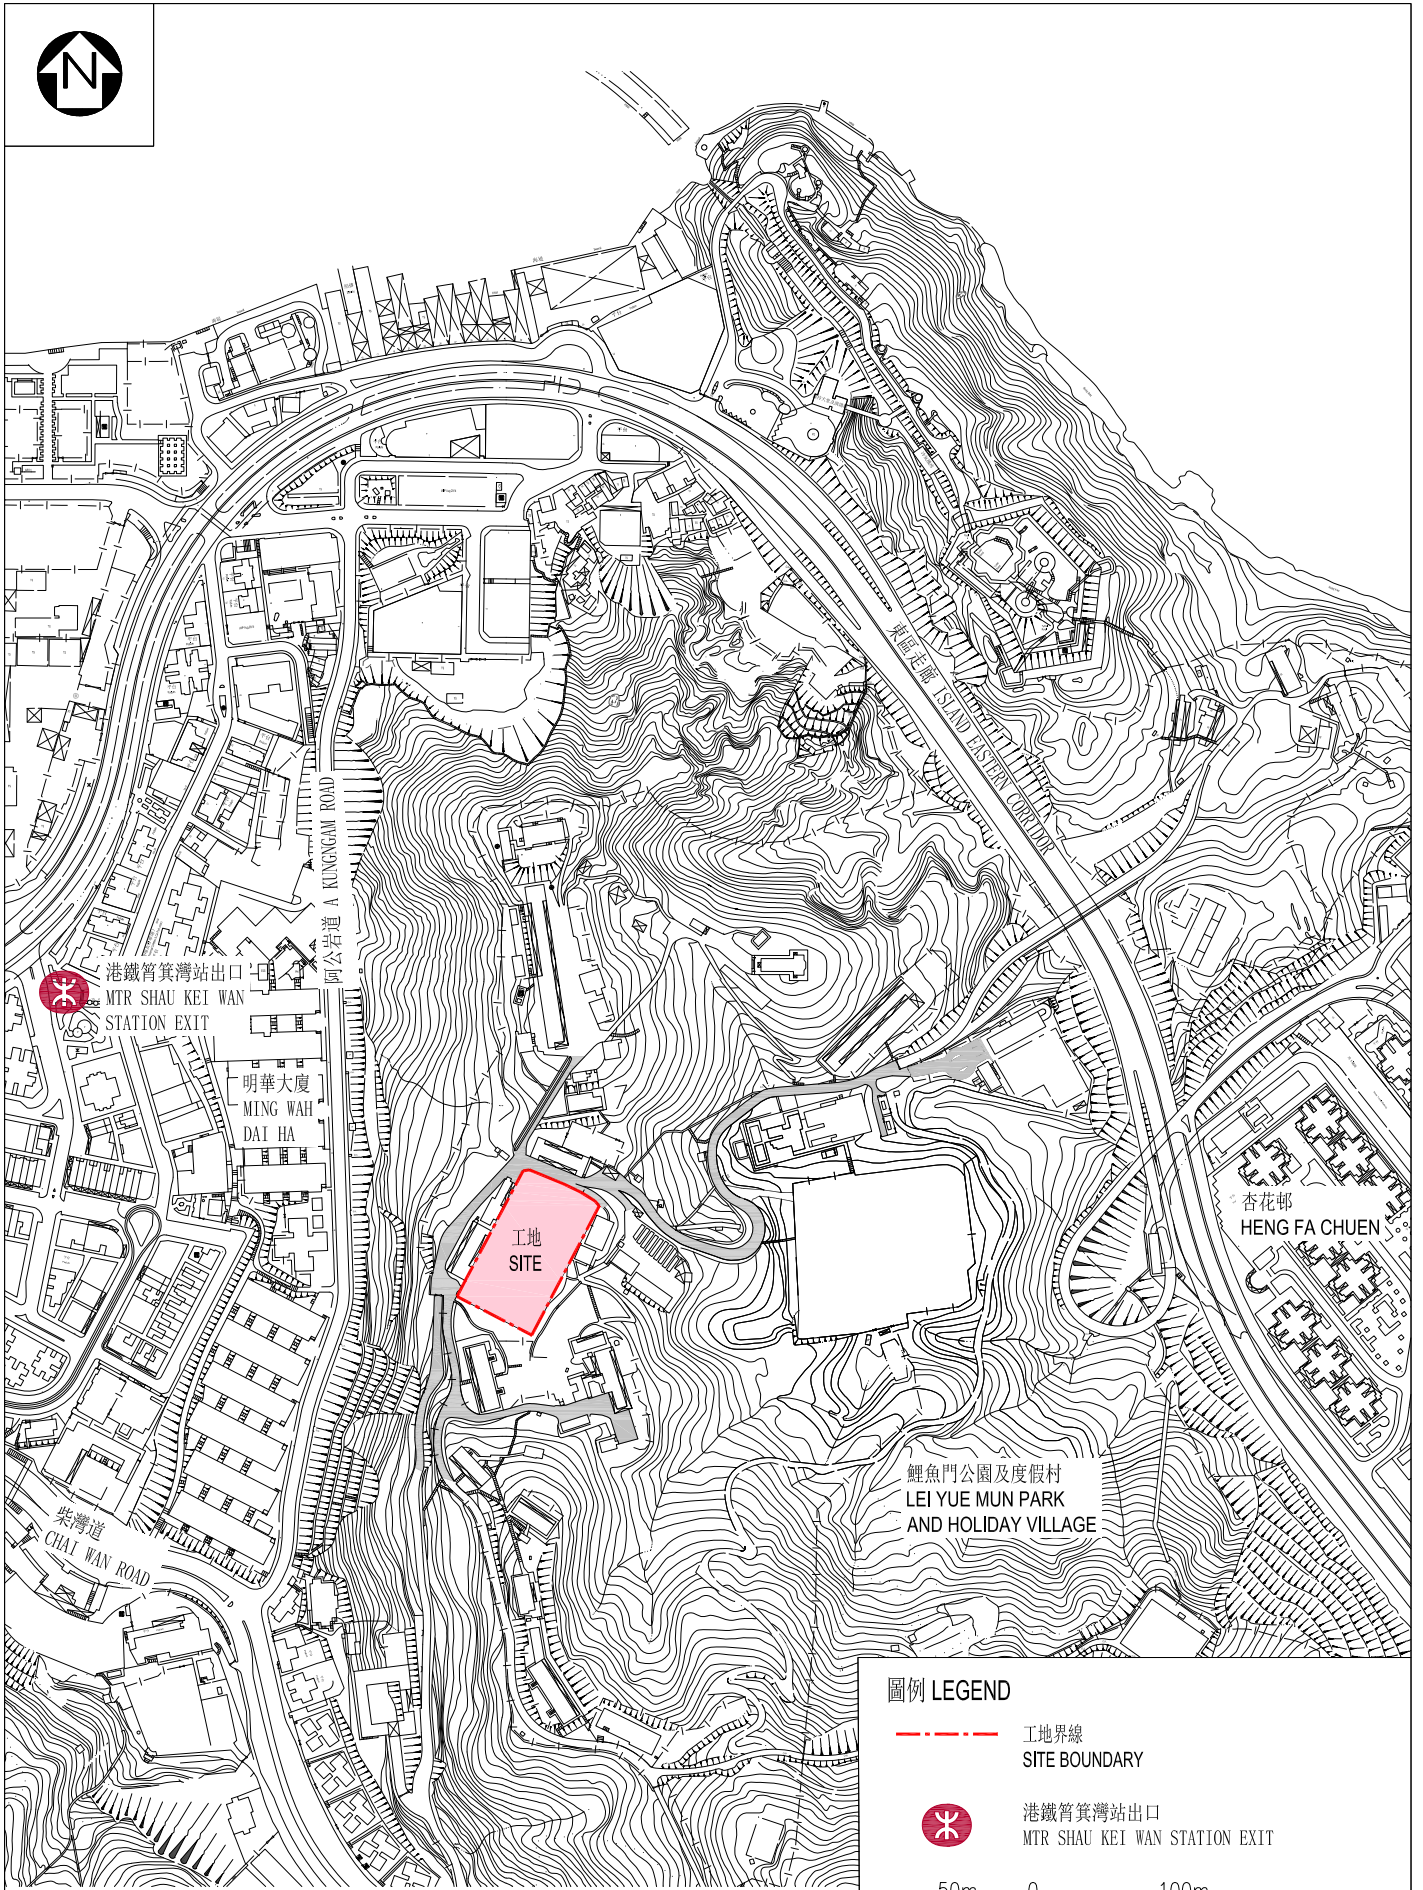 N
東區走廊 ISLAND EASTERN CORRIDOR
阿公岩道 A KUNGNGAM ROAD
港鐵筲箕灣站出口
MTR SHAU KEI WAN
STATION EXIT
明華大廈
MING WAH
DAI HA
工地
SITE
杏花邨
HENG FA CHUEN
鯉魚門公園及度假村
LEI YUE MUN PARK
AND HOLIDAY VILLAGE
柴灣道
CHAI WAN ROAD
圖例 LEGEND
工地界線
SITE BOUNDARY
港鐵筲箕灣站出口
MTR SHAU KEI WAN STATION EXIT
50m 0 100m